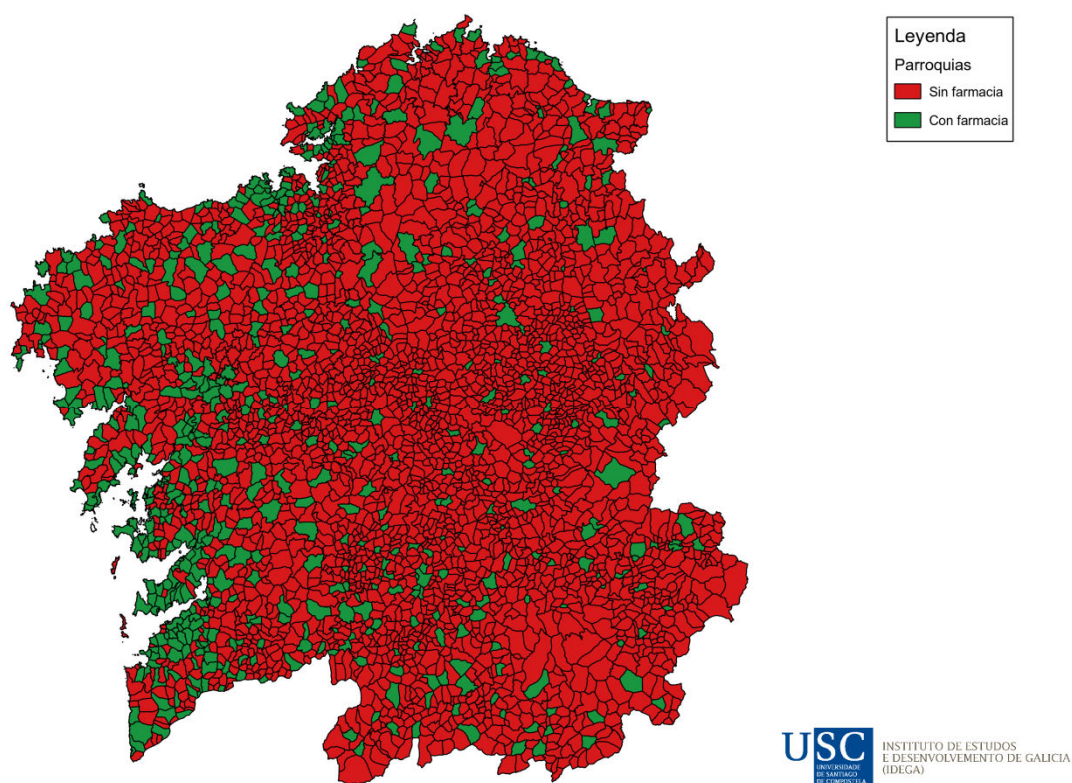 Leyenda
Parroquias
Sin farmacia
Con farmacia
USC
UNIVERSIDADE
DE SANTIAGO
DE COMPOSTELA
INSTITUTO DE ESTUDOS
E DESENVOLVEMENTO DE GALICIA
(IDEGA)